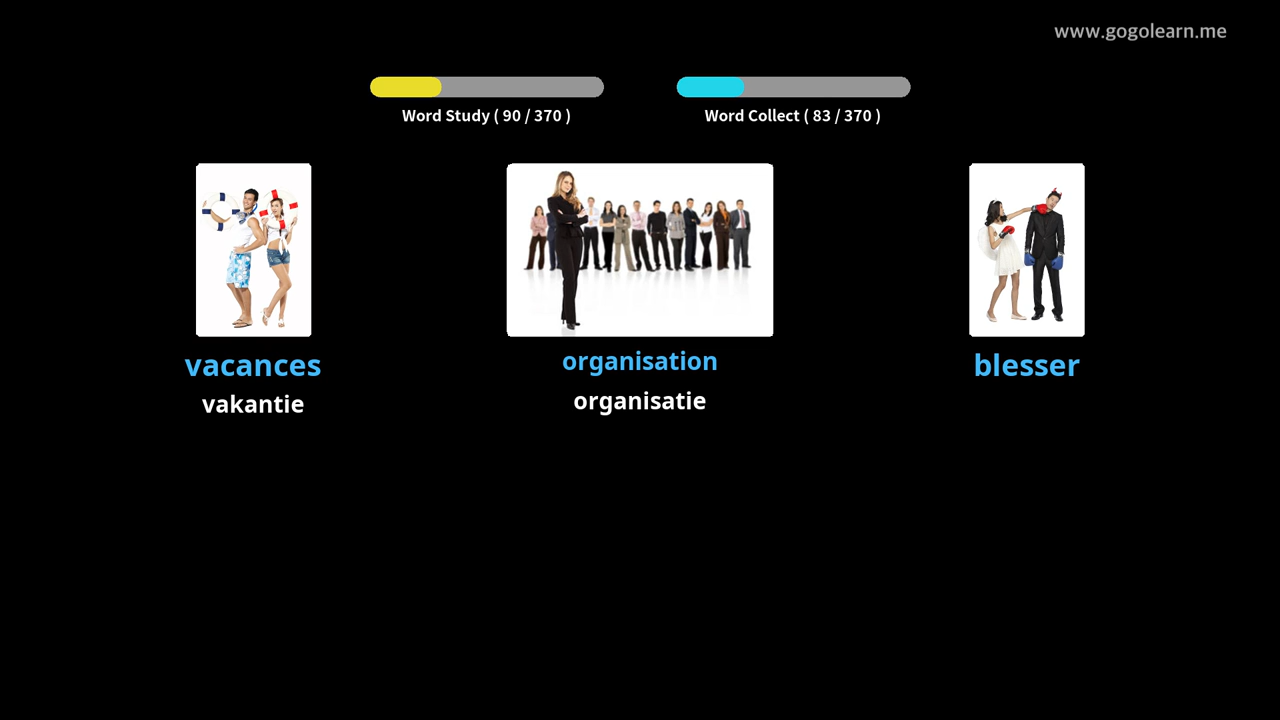 www.gogolearn.me
Word Study ( 90 / 370 )
Word Collect ( 83 / 370 )
vacances
vakantie
organisation
organisatie
blesser